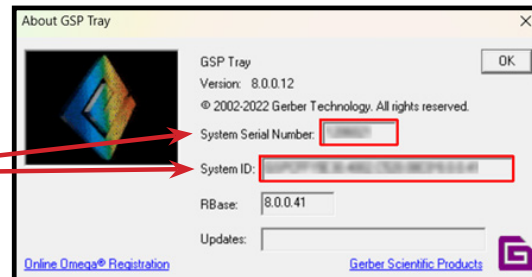 About GSP Tray
GSP Tray
OK
Version: 8.0.0.12
© 2002-2022 Gerber Technology. All rights reserved.
System Serial Number:
System ID:
RBase: 8.0.0.41
Updates:
Online Omega® Registration
Gerber Scientific Products